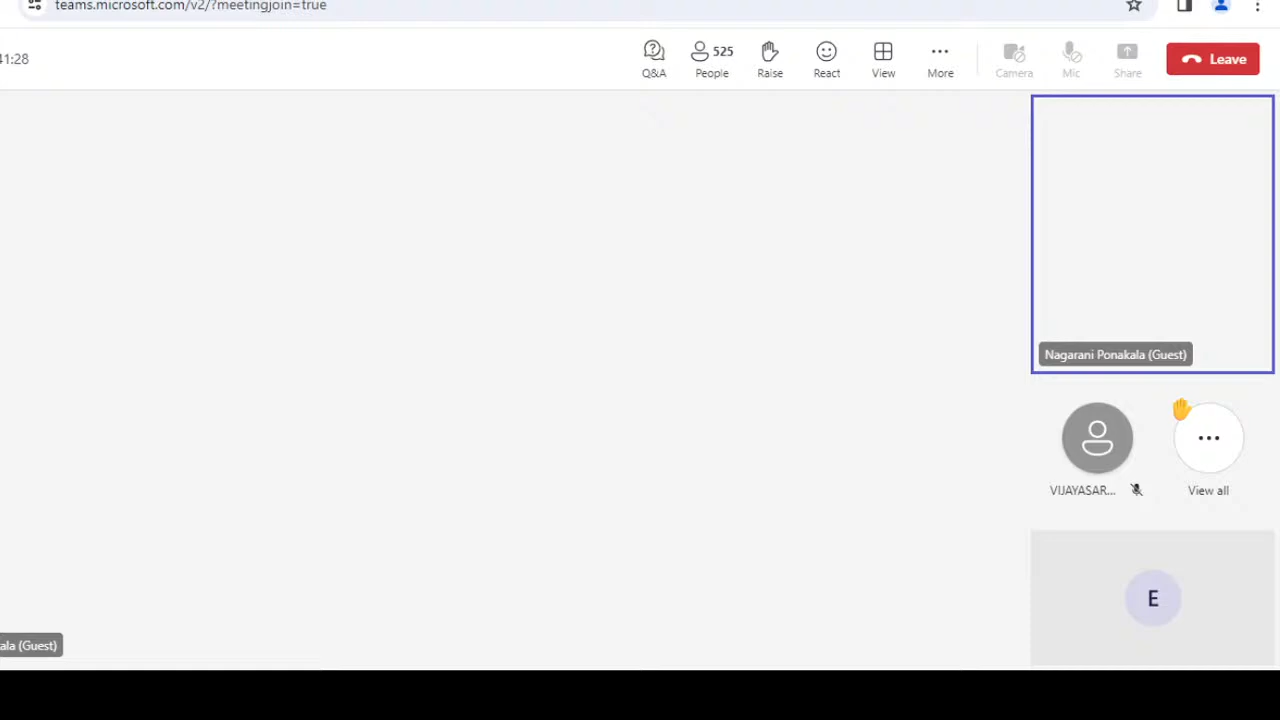 teams.microsoft.com/v2/?meetingjoin=true
41:28
Q&A
525
People
Raise
React
View
More
Camera
Mic
Share
Leave
Nagarani Ponakala (Guest)
VIJAYASAR...
View all
E
ala (Guest)